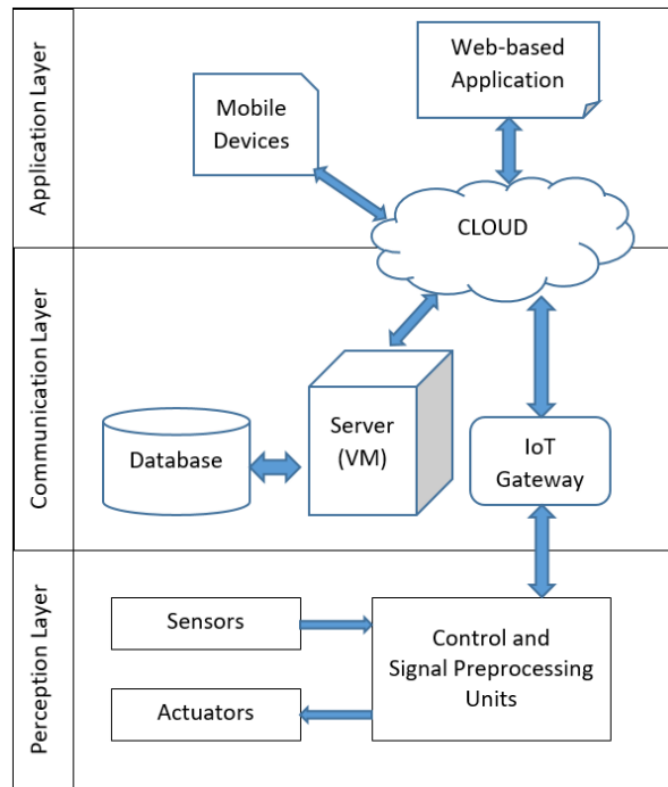 Application Layer
Web-based
Application
Mobile
Devices
CLOUD
Communication Layer
Database
Server
(VM)
IoT
Gateway
Perception Layer
Sensors
Control and
Signal Preprocessing
Units
Actuators